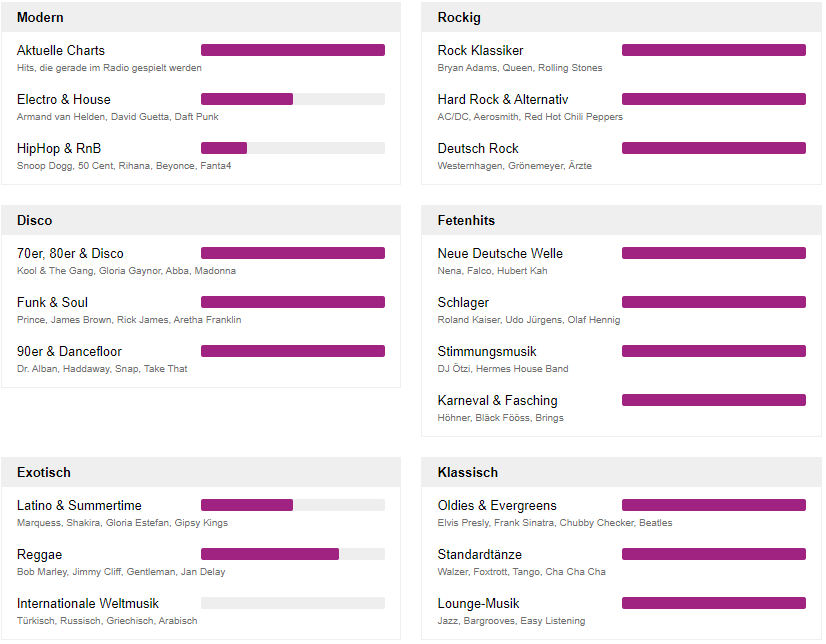 Modern
Aktuelle Charts
Hits, die gerade im Radio gespielt werden
Electro & House
Armand van Helden, David Guetta, Daft Punk
HipHop & RnB
Snoop Dogg, 50 Cent, Rihana, Beyonce, Fanta4
Rockig
Rock Klassiker
Bryan Adams, Queen, Rolling Stones
Hard Rock & Alternativ
AC/DC, Aerosmith, Red Hot Chili Peppers
Deutsch Rock
Westernhagen, Grönemeyer, Ärzte
Disco
70er, 80er & Disco
Kool & The Gang, Gloria Gaynor, Abba, Madonna
Funk & Soul
Prince, James Brown, Rick James, Aretha Franklin
90er & Dancefloor
Dr. Alban, Haddaway, Snap, Take That
Fetenhits
Neue Deutsche Welle
Nena, Falco, Hubert Kah
Schlager
Roland Kaiser, Udo Jürgens, Olaf Hennig
Stimmungsmusik
DJ Ötzi, Hermes House Band
Karneval & Fasching
Höhner, Bläck Fööss, Brings
Exotisch
Latino & Summertime
Marquess, Shakira, Gloria Estefan, Gipsy Kings
Reggae
Bob Marley, Jimmy Cliff, Gentleman, Jan Delay
Internationale Weltmusik
Türkisch, Russisch, Griechisch, Arabisch
Klassisch
Oldies & Evergreens
Elvis Presly, Frank Sinatra, Chubby Checker, Beatles
Standardtänze
Walzer, Foxtrott, Tango, Cha Cha Cha
Lounge-Musik
Jazz, Bargrooves, Easy Listening